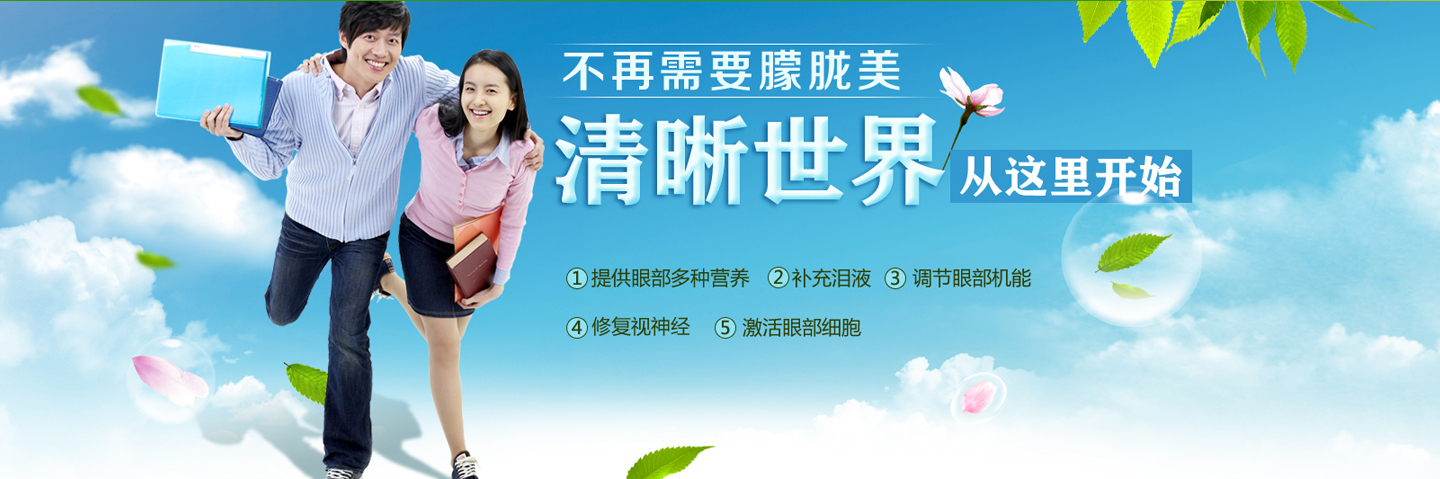 不再需要朦胧美
清晰世界 从这里开始
① 提供眼部多种营养 ② 补充泪液 ③ 调节眼部机能
④ 修复视神经 ⑤ 激活眼部细胞